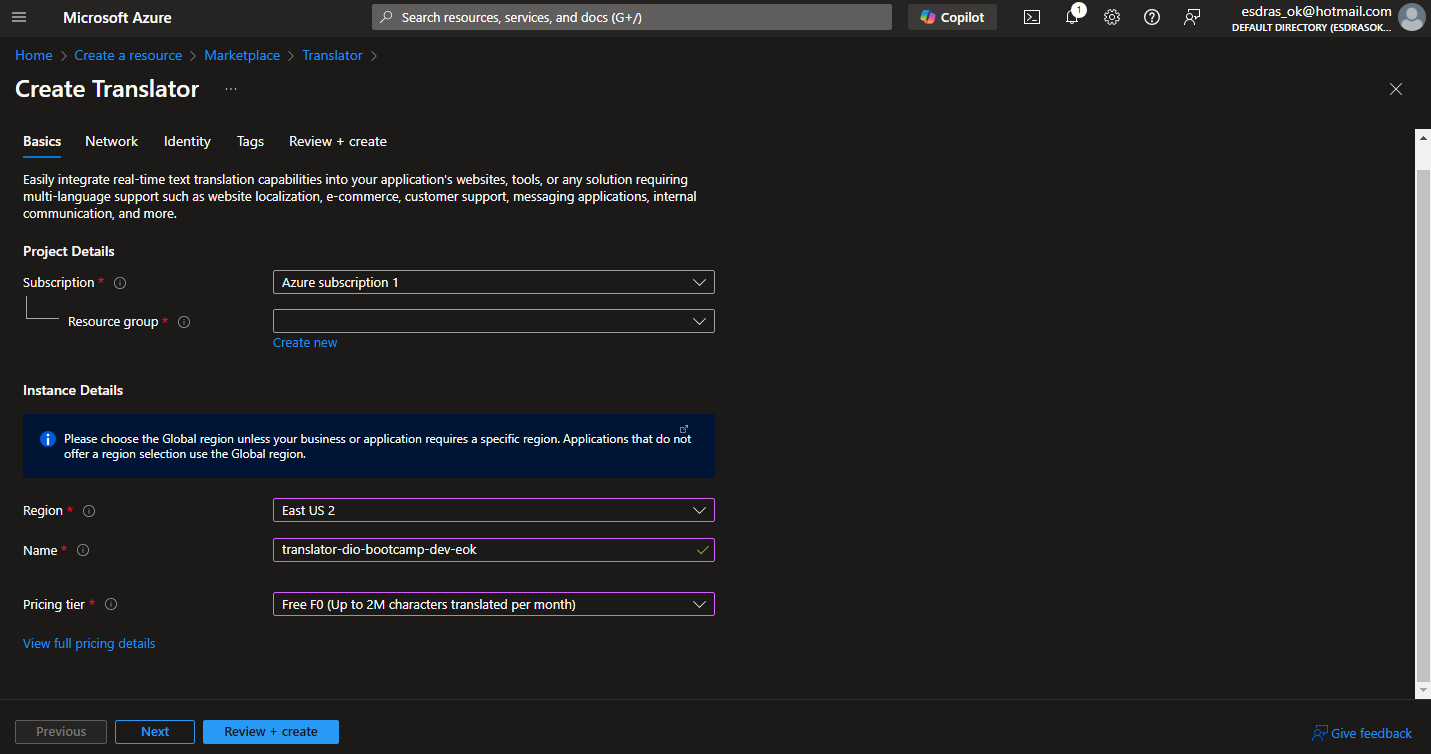 Microsoft Azure
Search resources, services, and docs (G+/)
Copilot
1
esdras_ok@hotmail.com
DEFAULT DIRECTORY (ESDRASOK...
Home > Create a resource > Marketplace > Translator >
Create Translator ...
Basics Network Identity Tags Review + create
Easily integrate real-time text translation capabilities into your application's websites, tools, or any solution requiring
multi-language support such as website localization, e-commerce, customer support, messaging applications, internal
communication, and more.
Project Details
Subscription * Azure subscription 1
Resource group *
Create new
Instance Details
Please choose the Global region unless your business or application requires a specific region. Applications that do not
offer a region selection use the Global region.
Region * East US 2
Name * translator-dio-bootcamp-dev-eok
Pricing tier * Free F0 (Up to 2M characters translated per month)
View full pricing details
Previous Next Review + create Give feedback